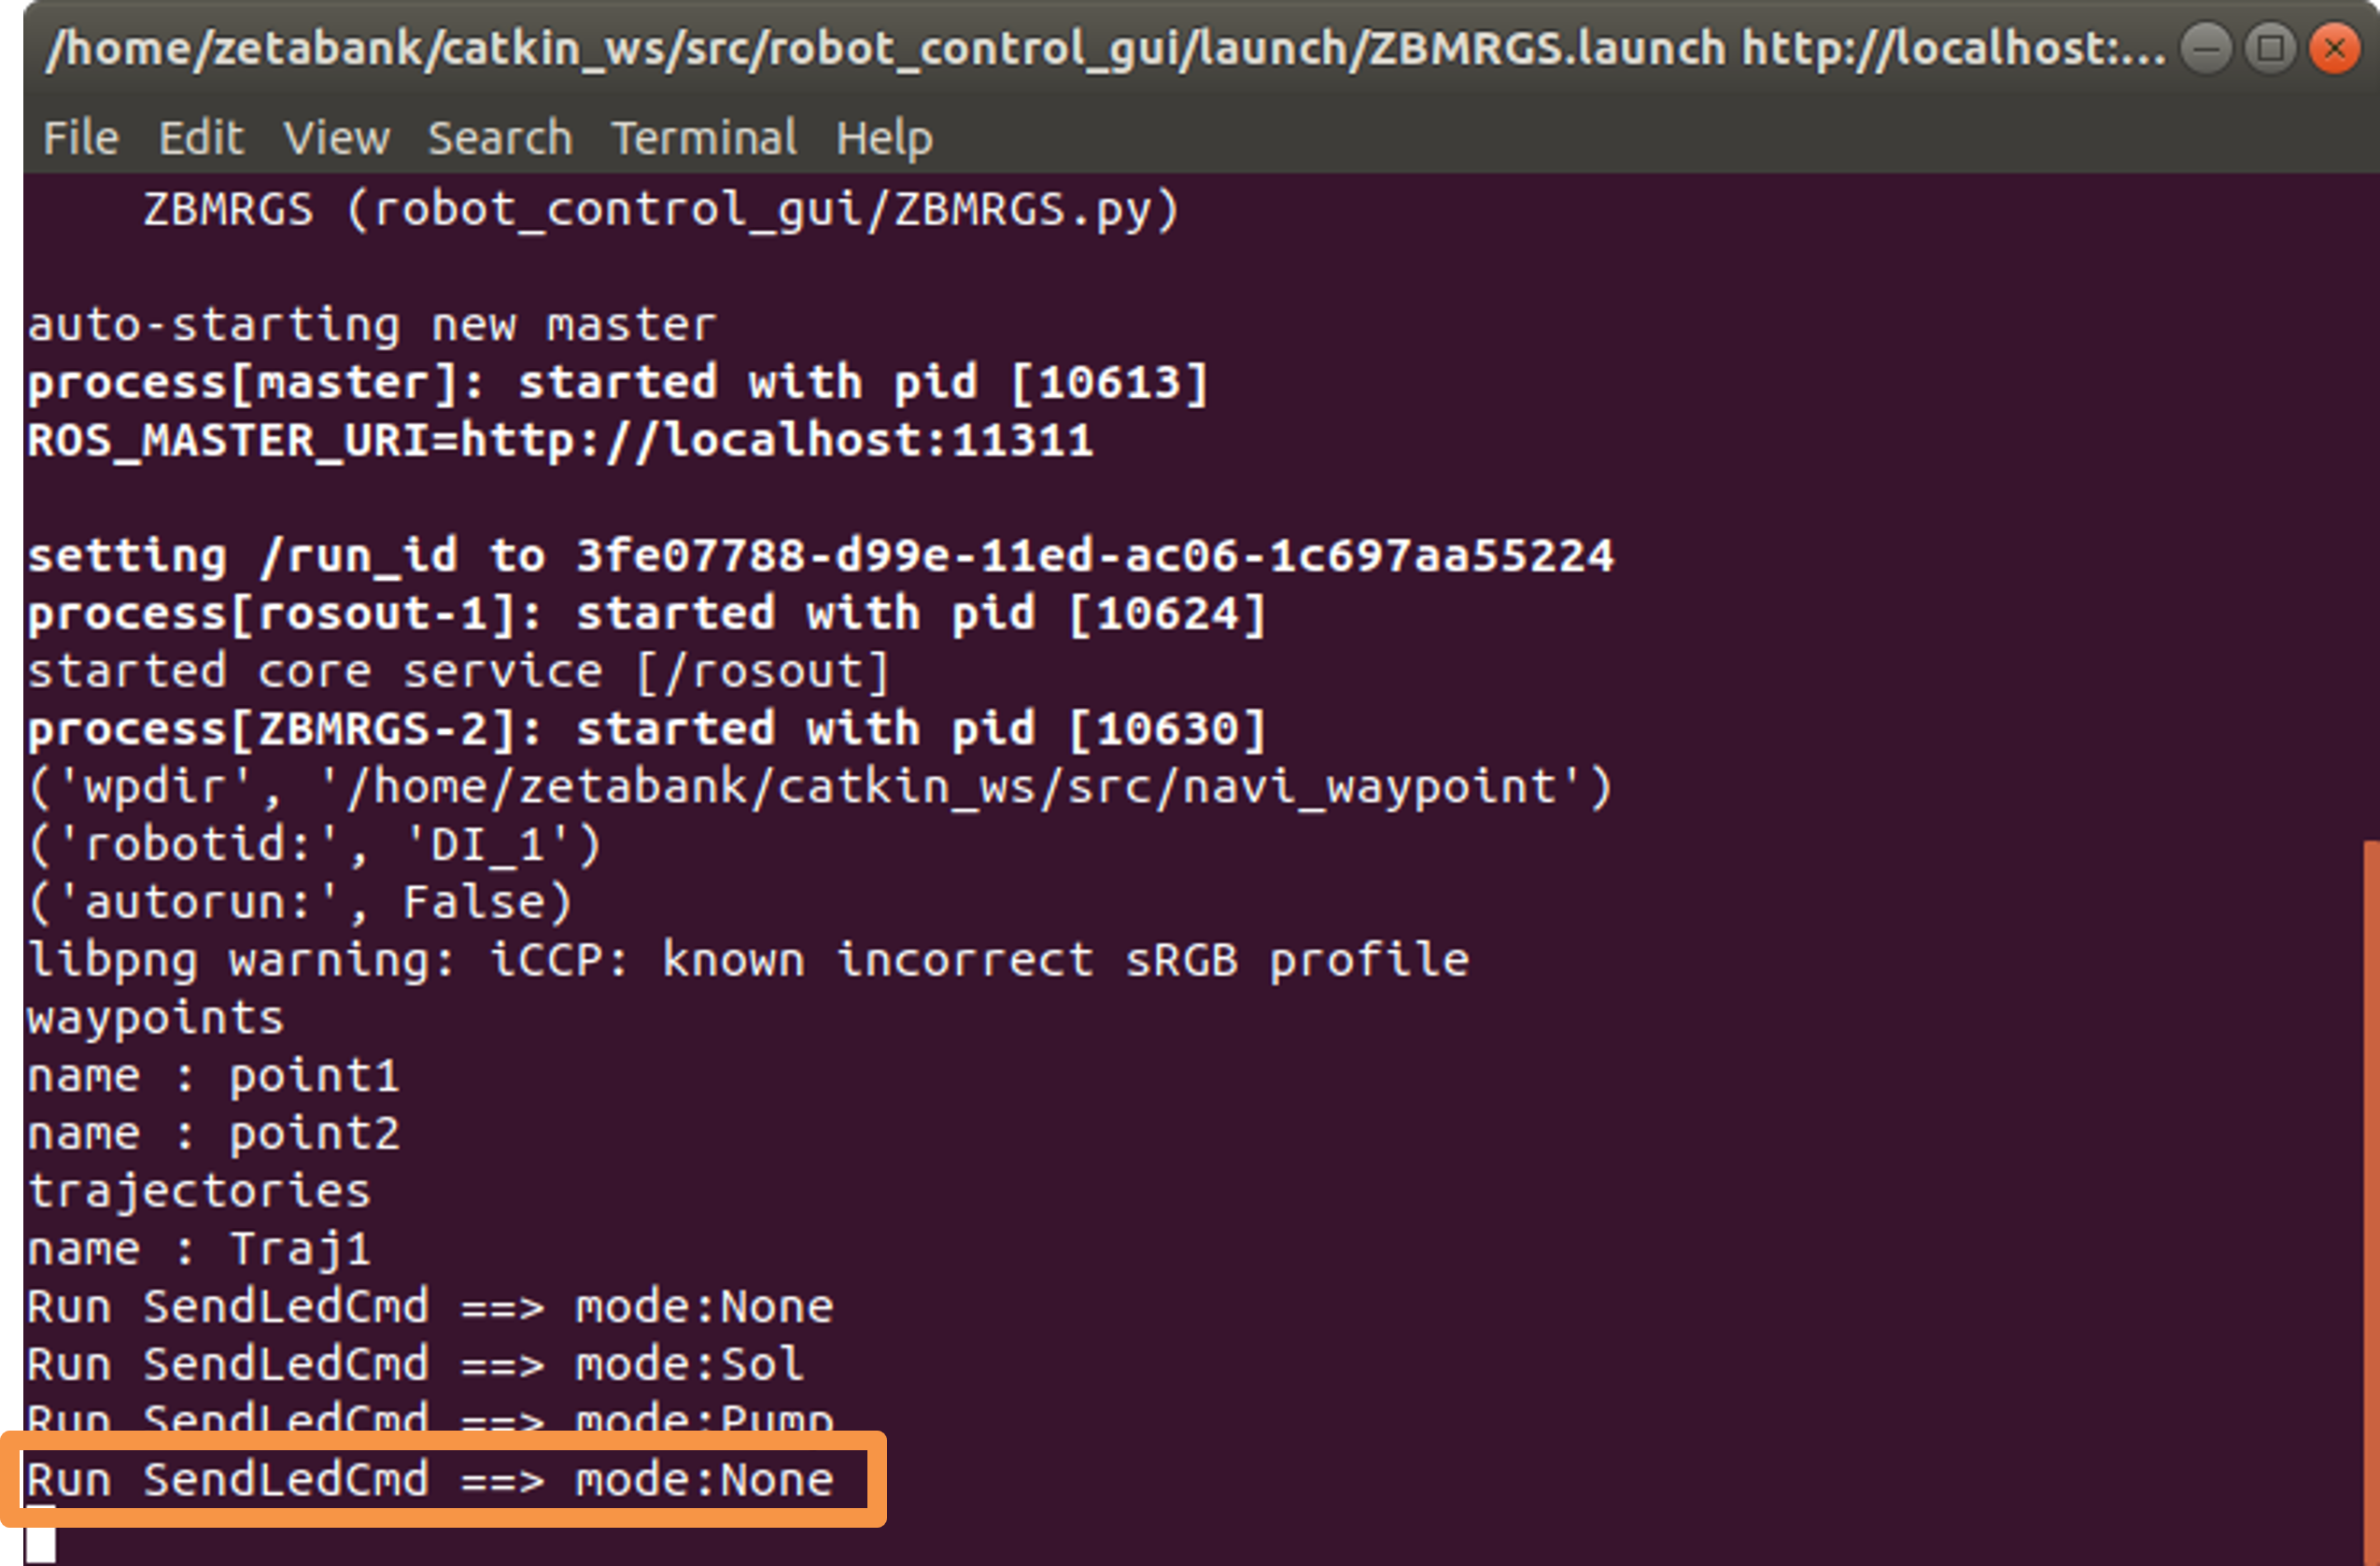 /home/zetabank/catkin_ws/src/robot_control_gui/launch/ZBMRGS.launch http://localhost:...
File Edit View Search Terminal Help
ZBMRGS (robot_control_gui/ZBMRGS.py)
auto-starting new master
process[master]: started with pid [10613]
ROS_MASTER_URI=http://localhost:11311
setting /run_id to 3fe07788-d99e-11ed-ac06-1c697aa55224
process[rosout-1]: started with pid [10624]
started core service [/rosout]
process[ZBMRGS-2]: started with pid [10630]
('wpdir', '/home/zetabank/catkin_ws/src/navi_waypoint')
('robotid:', 'DI_1')
('autorun:', False)
libpng warning: iCCP: known incorrect sRGB profile
waypoints
name : point1
name : point2
trajectories
name : Traj1
Run SendLedCmd ==> mode:None
Run SendLedCmd ==> mode:Sol
Run SendLedCmd ==> mode:Pump
Run SendLedCmd ==> mode:None